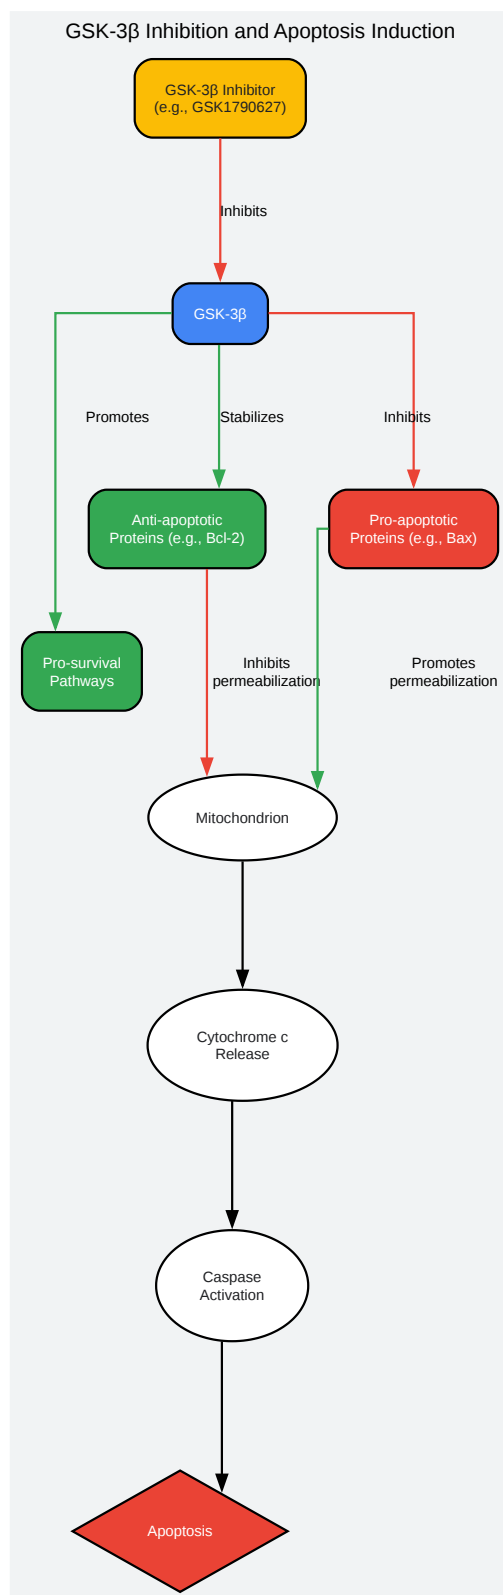 GSK-3β Inhibition and Apoptosis Induction
GSK-3β Inhibitor
(e.g., GSK1790627)
Inhibits
GSK-3β
Promotes
Stabilizes
Inhibits
Anti-apoptotic
Proteins (e.g., Bcl-2)
Pro-apoptotic
Proteins (e.g., Bax)
Pro-survival
Pathways
Inhibits
permeabilization
Promotes
permeabilization
Mitochondrion
Cytochrome c
Release
Caspase
Activation
Apoptosis